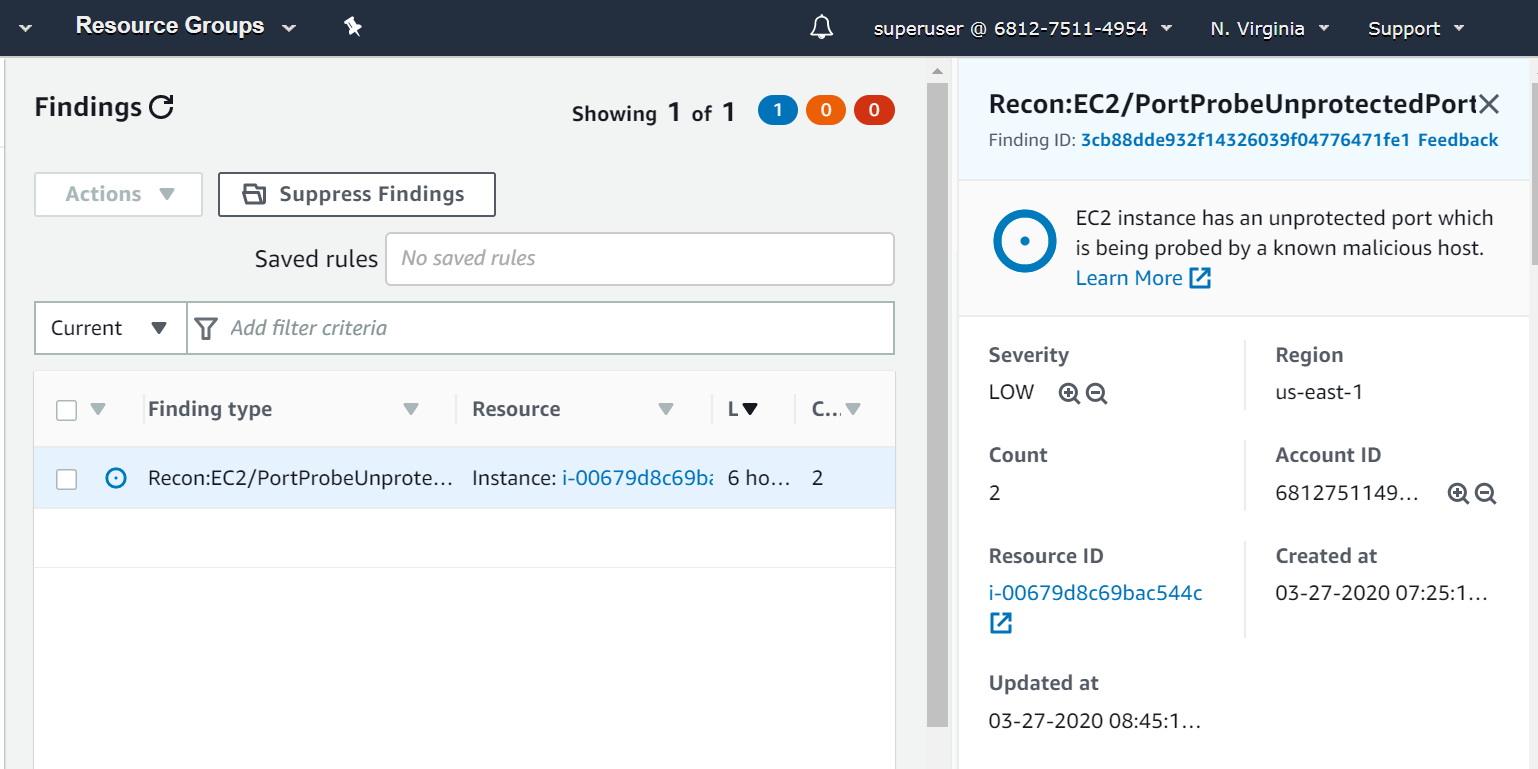 Resource Groups
superuser @ 6812-7511-4954
N. Virginia
Support
Findings
Showing 1 of 1
1
0
0
Actions
Suppress Findings
Saved rules
No saved rules
Current
Add filter criteria
Finding type
Resource
L
C...
Recon:EC2/PortProbeUnprote...
Instance: i-00679d8c69ba
6 ho...
2
Recon:EC2/PortProbeUnprotectedPort
Finding ID: 3cb88dde932f14326039f04776471fe1 Feedback
EC2 instance has an unprotected port which
is being probed by a known malicious host.
Learn More
Severity
LOW
Region
us-east-1
Count
2
Account ID
6812751149...
Resource ID
i-00679d8c69bac544c
Created at
03-27-2020 07:25:1...
Updated at
03-27-2020 08:45:1...